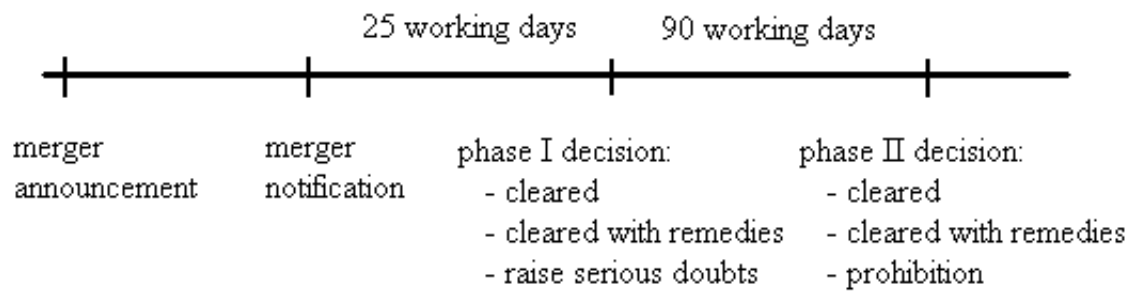 25 working days
90 working days
merger
announcement
merger
notification
phase I decision:
- cleared
- cleared with remedies
- raise serious doubts
phase II decision:
- cleared
- cleared with remedies
- prohibition